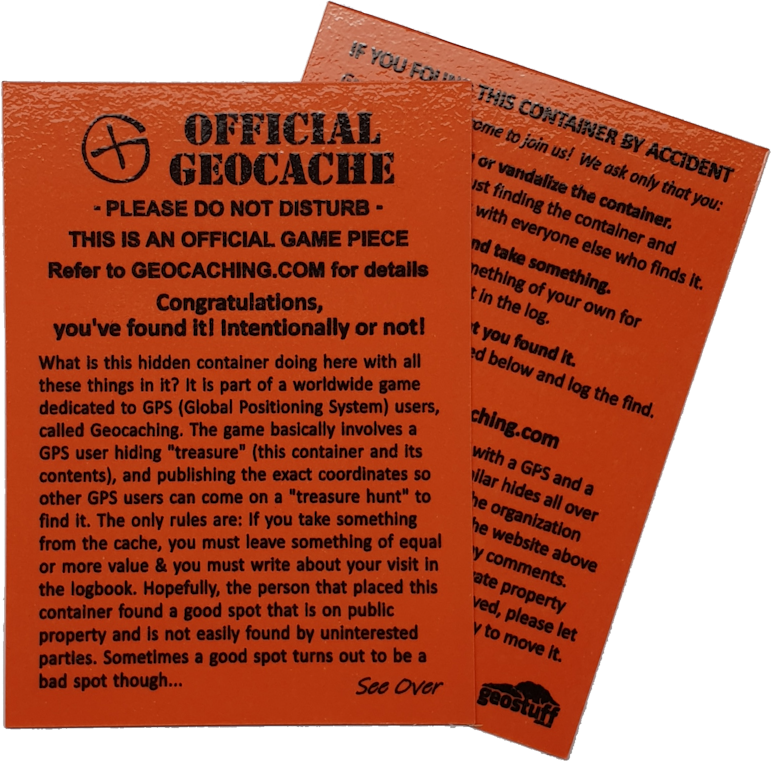 OFFICIAL
GEOCACHE
- PLEASE DO NOT DISTURB -
THIS IS AN OFFICIAL GAME PIECE
Refer to GEOCACHING.COM for details
Congratulations,
you've found it! Intentionally or not!
What is this hidden container doing here with all
these things in it? It is part of a worldwide game
dedicated to GPS (Global Positioning System) users,
called Geocaching. The game basically involves a
GPS user hiding "treasure" (this container and its
contents), and publishing the exact coordinates so
other GPS users can come on a "treasure hunt" to
find it. The only rules are: If you take something
from the cache, you must leave something of equal
or more value & you must write about your visit in
the logbook. Hopefully, the person that placed this
container found a good spot that is on public
property and is not easily found by uninterested
parties. Sometimes a good spot turns out to be a
bad spot though...
See Over
IF YOU FOUND THIS CONTAINER BY ACCIDENT
to join us! We ask only that you:
or vandalize the container.
finding the container and
with everyone else who finds it.
take something.
of your own for
in the log.
you found it.
below and log the find.
with a GPS and a
hides all over
organization
website above
comments.
property
please let
to move it.
geostuff